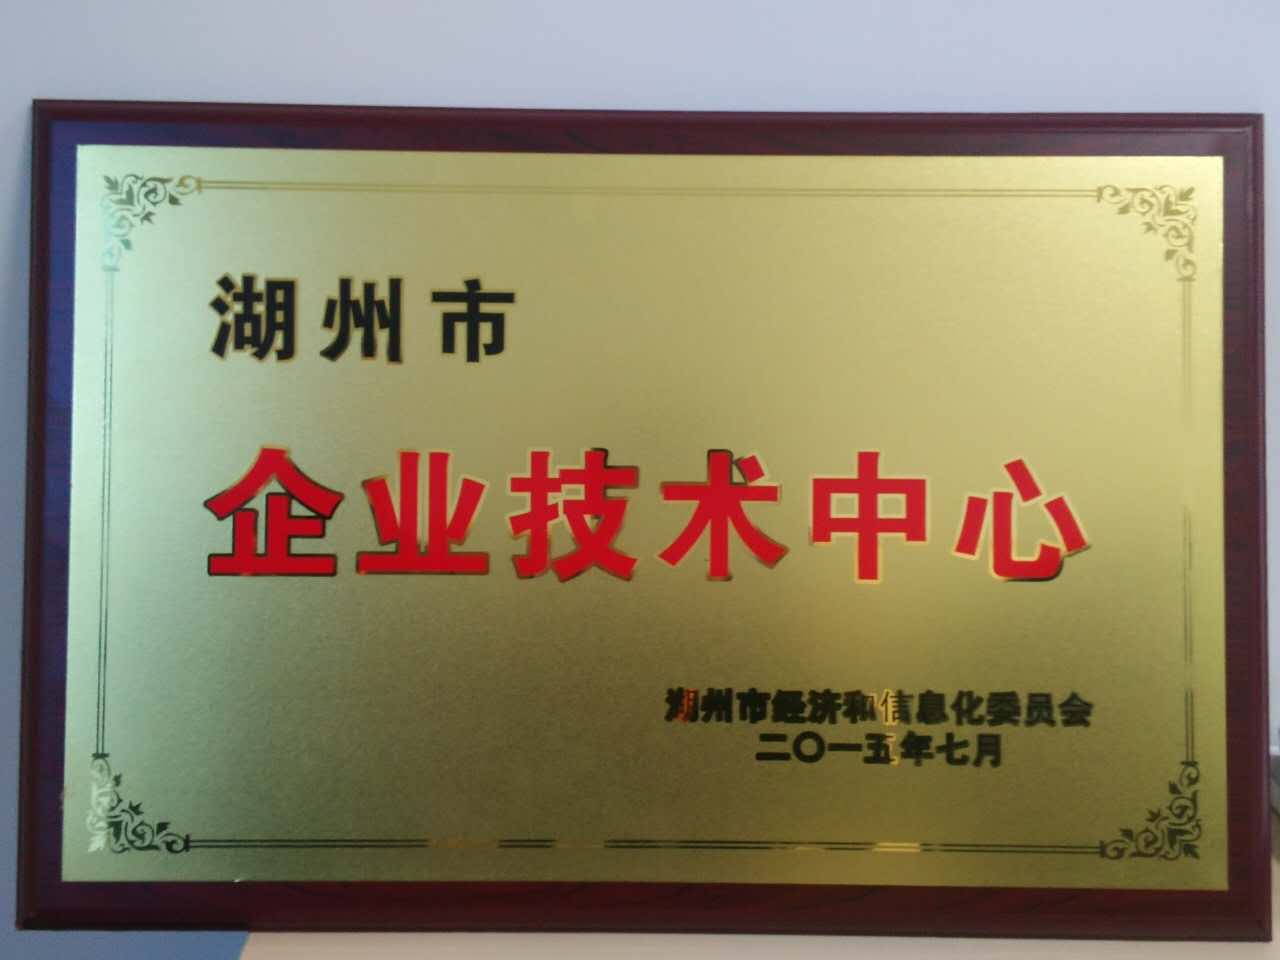 湖州市
企业技术中心
湖州市经济和信息化委员会
二〇一五年七月